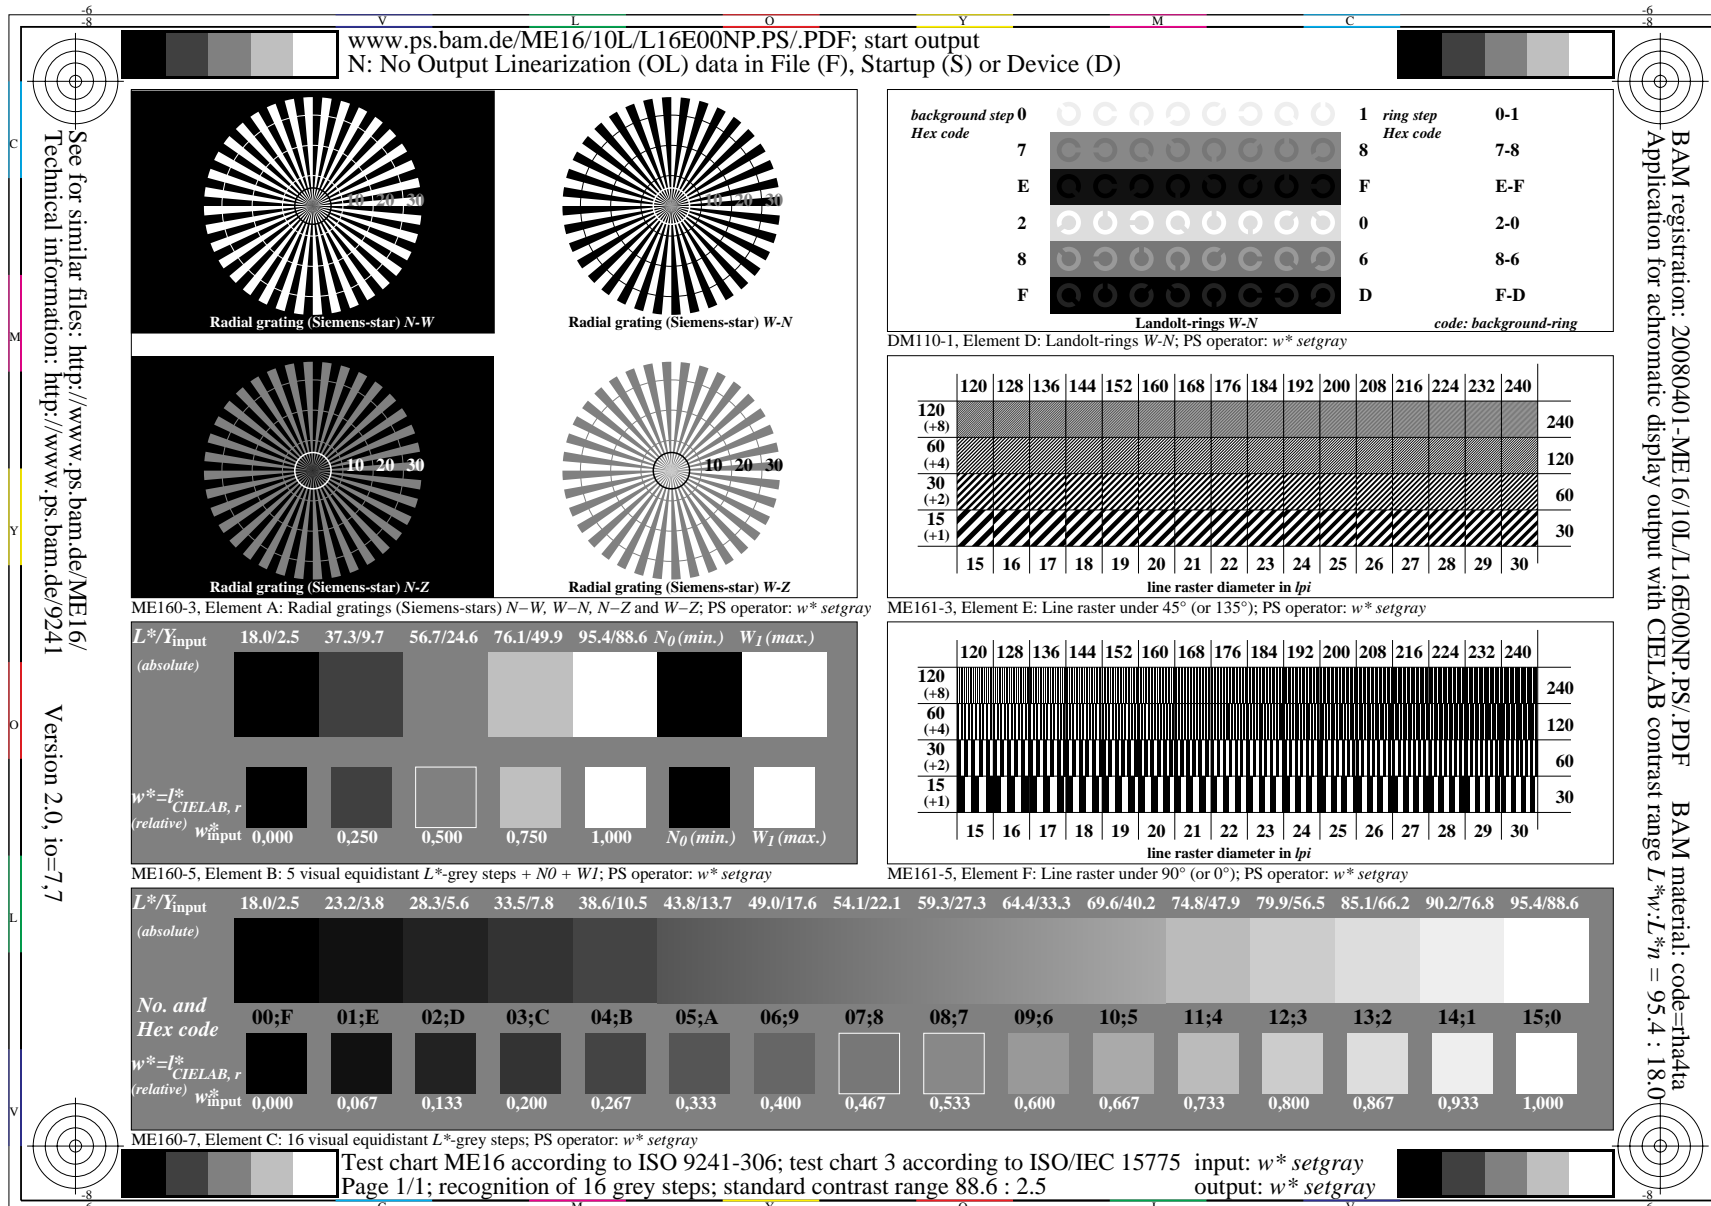 -6
-8
-6
-8
V
L
O
Y
M
C
www.ps.bam.de/ME16/10L/L16E00NP.PS/.PDF; start output
N: No Output Linearization (OL) data in File (F), Startup (S) or Device (D)
C
M
Y
O
L
V
See for similar files: http://www.ps.bam.de/ME16/
Technical information: http://www.ps.bam.de/9241
Version 2.0, io=7,7
10 20 30
Radial grating (Siemens-star) N-W
10 20 30
Radial grating (Siemens-star) W-N
10 20 30
Radial grating (Siemens-star) N-Z
10 20 30
Radial grating (Siemens-star) W-Z
ME160-3, Element A: Radial gratings (Siemens-stars) N−W, W−N, N−Z and W−Z; PS operator: w* setgray
background step 0 1 ring step 0-1
Hex code Hex code
7 8 7-8
E F E-F
2 0 2-0
8 6 8-6
F D F-D
Landolt-rings W-N
code: background-ring
DM110-1, Element D: Landolt-rings W-N; PS operator: w* setgray
120 128 136 144 152 160 168 176 184 192 200 208 216 224 232 240
120
(+8)
240
60
(+4)
120
30
(+2)
60
15
(+1)
30
15 16 17 18 19 20 21 22 23 24 25 26 27 28 29 30
line raster diameter in lpi
ME161-3, Element E: Line raster under 45° (or 135°); PS operator: w* setgray
L*/Yinput 18.0/2.5 37.3/9.7 56.7/24.6 76.1/49.9 95.4/88.6 N0 (min.) W1 (max.)
(absolute)
w*=l*CIELAB, r
(relative)
w*input 0,000 0,250 0,500 0,750 1,000 N0 (min.) W1 (max.)
ME160-5, Element B: 5 visual equidistant L*-grey steps + N0 + W1; PS operator: w* setgray
120 128 136 144 152 160 168 176 184 192 200 208 216 224 232 240
120
(+8)
240
60
(+4)
120
30
(+2)
60
15
(+1)
30
15 16 17 18 19 20 21 22 23 24 25 26 27 28 29 30
line raster diameter in lpi
ME161-5, Element F: Line raster under 90° (or 0°); PS operator: w* setgray
L*/Yinput 18.0/2.5 23.2/3.8 28.3/5.6 33.5/7.8 38.6/10.5 43.8/13.7 49.0/17.6 54.1/22.1 59.3/27.3 64.4/33.3 69.6/40.2 74.8/47.9 79.9/56.5 85.1/66.2 90.2/76.8 95.4/88.6
(absolute)
No. and
Hex code 00;F 01;E 02;D 03;C 04;B 05;A 06;9 07;8 08;7 09;6 10;5 11;4 12;3 13;2 14;1 15;0
w*=l*CIELAB, r
(relative)
w*input 0,000 0,067 0,133 0,200 0,267 0,333 0,400 0,467 0,533 0,600 0,667 0,733 0,800 0,867 0,933 1,000
ME160-7, Element C: 16 visual equidistant L*-grey steps; PS operator: w* setgray
Test chart ME16 according to ISO 9241-306; test chart 3 according to ISO/IEC 15775 input: w* setgray
Page 1/1; recognition of 16 grey steps; standard contrast range 88.6 : 2.5 output: w* setgray
BAM registration: 20080401-ME16/10L/L16E00NP.PS/.PDF BAM material: code=rha4ta
Application for achromatic display output with CIELAB contrast range L*w:L*n = 95.4 : 18.0
-8
-6
-8
-6
C
M
Y
O
L
V